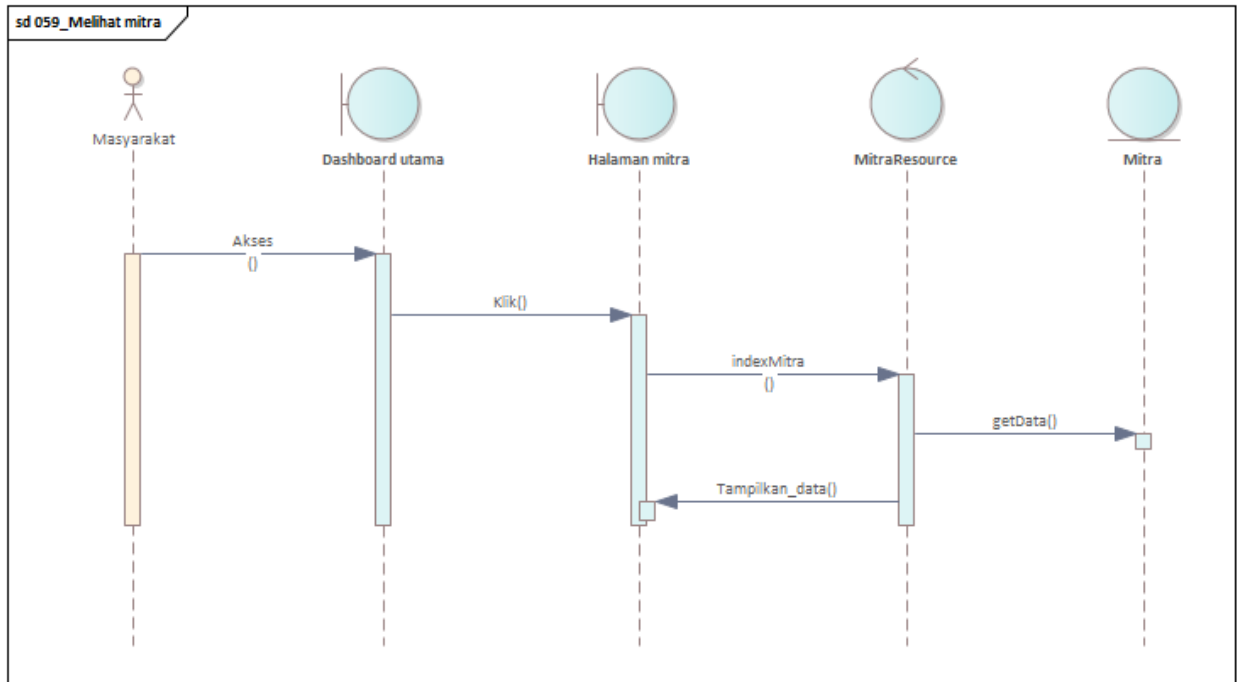 sd 059_Melihat mitra
Masyarakat
Dashboard utama
Halaman mitra
MitraResource
Mitra
Akses
()
Klik()
indexMitra
()
getData()
Tampilkan_data()